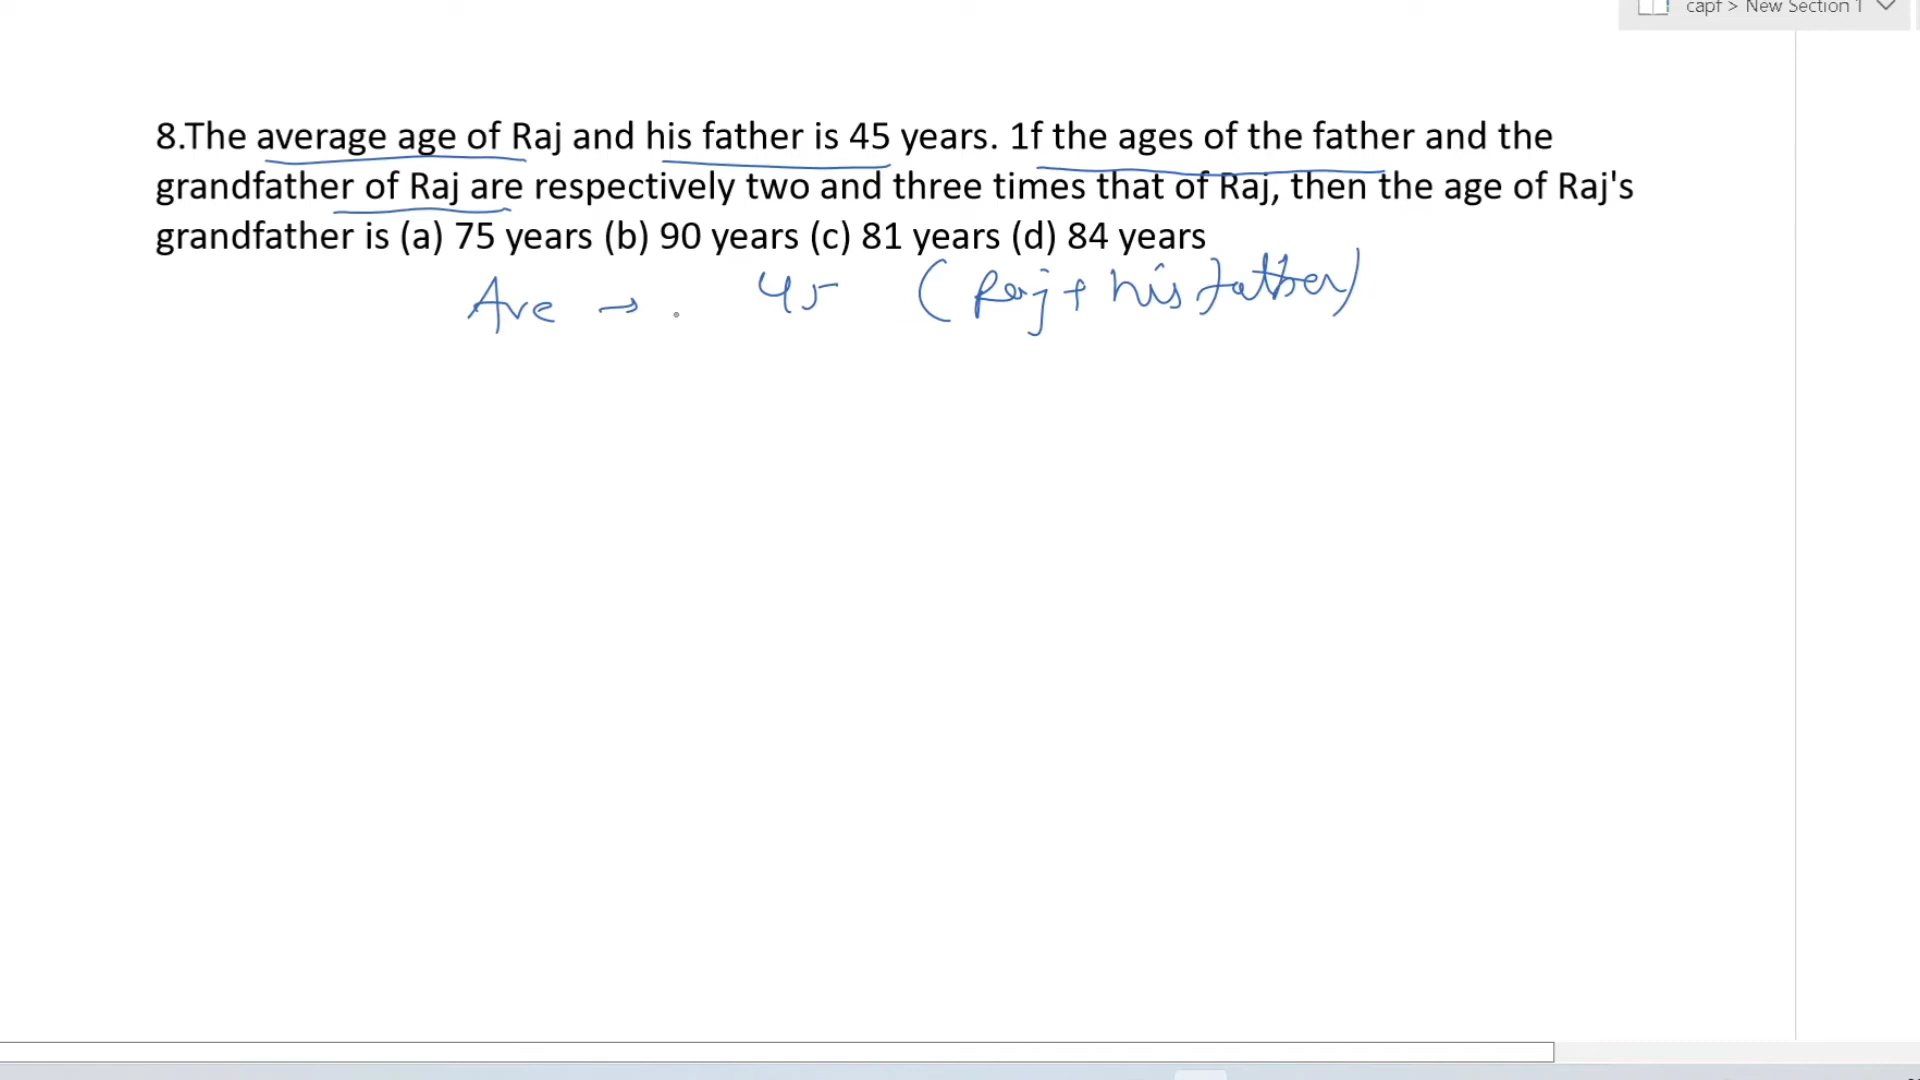 capf > New Section 1
8.The average age of Raj and his father is 45 years. 1f the ages of the father and the
grandfather of Raj are respectively two and three times that of Raj, then the age of Raj's
grandfather is (a) 75 years (b) 90 years (c) 81 years (d) 84 years
Ave → 45 (Raj + his father)